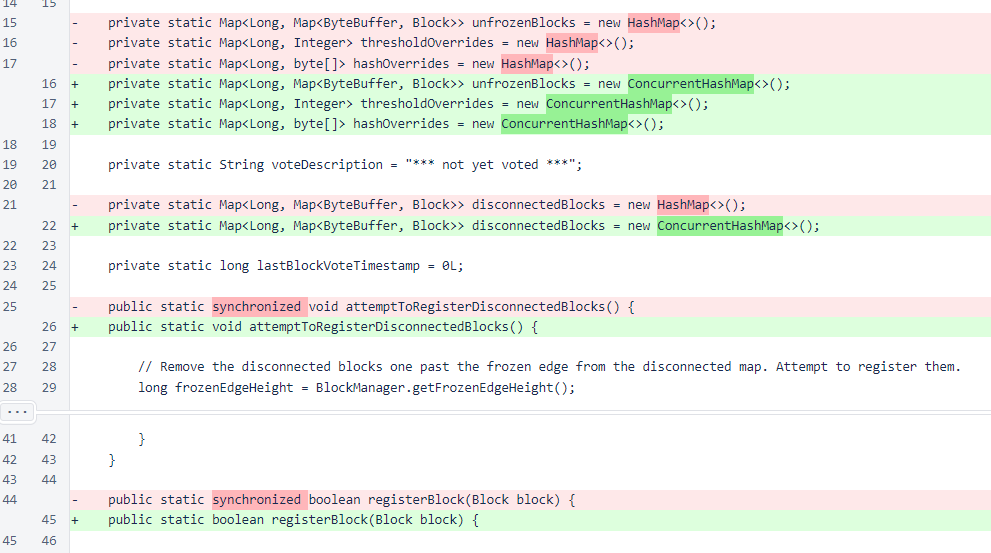 14 15
15 - private static Map<Long, Map<ByteBuffer, Block>> unfrozenBlocks = new HashMap<>();
16 - private static Map<Long, Integer> thresholdOverrides = new HashMap<>();
17 - private static Map<Long, byte[]> hashOverrides = new HashMap<>();
16 + private static Map<Long, Map<ByteBuffer, Block>> unfrozenBlocks = new ConcurrentHashMap<>();
17 + private static Map<Long, Integer> thresholdOverrides = new ConcurrentHashMap<>();
18 + private static Map<Long, byte[]> hashOverrides = new ConcurrentHashMap<>();
18 19
19 20 private static String voteDescription = "*** not yet voted ***";
20 21
21 - private static Map<Long, Map<ByteBuffer, Block>> disconnectedBlocks = new HashMap<>();
22 + private static Map<Long, Map<ByteBuffer, Block>> disconnectedBlocks = new ConcurrentHashMap<>();
22 23
23 24 private static long lastBlockVoteTimestamp = 0L;
24 25
25 - public static synchronized void attemptToRegisterDisconnectedBlocks() {
26 + public static void attemptToRegisterDisconnectedBlocks() {
26 27
27 28 // Remove the disconnected blocks one past the frozen edge from the disconnected map. Attempt to register them.
28 29 long frozenEdgeHeight = BlockManager.getFrozenEdgeHeight();
...
41 42 }
42 43 }
43 44
44 - public static synchronized boolean registerBlock(Block block) {
45 + public static boolean registerBlock(Block block) {
45 46